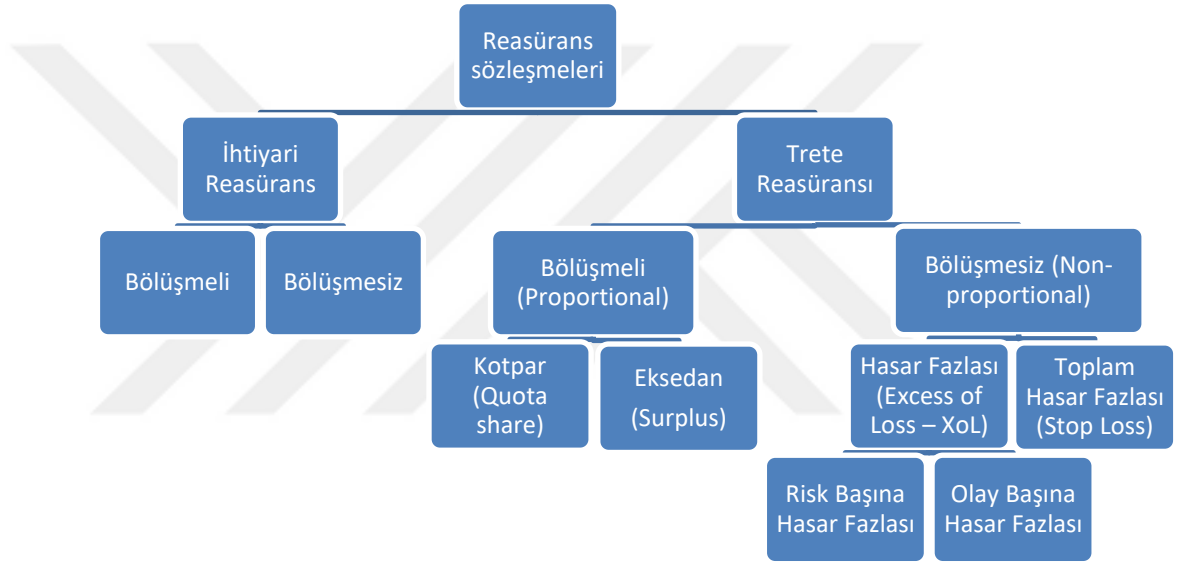 Reasürans
sözleşmeleri
İhtiyari
Reasürans
Trete
Reasüransı
Bölüşmeli
Bölüşmesiz
Bölüşmeli
(Proportional)
Bölüşmesiz (Non-
proportional)
Kotpar
(Quota
share)
Eksedan
(Surplus)
Hasar Fazlası
(Excess of
Loss – XoL)
Toplam
Hasar Fazlası
(Stop Loss)
Risk Başına
Hasar Fazlası
Olay Başına
Hasar Fazlası